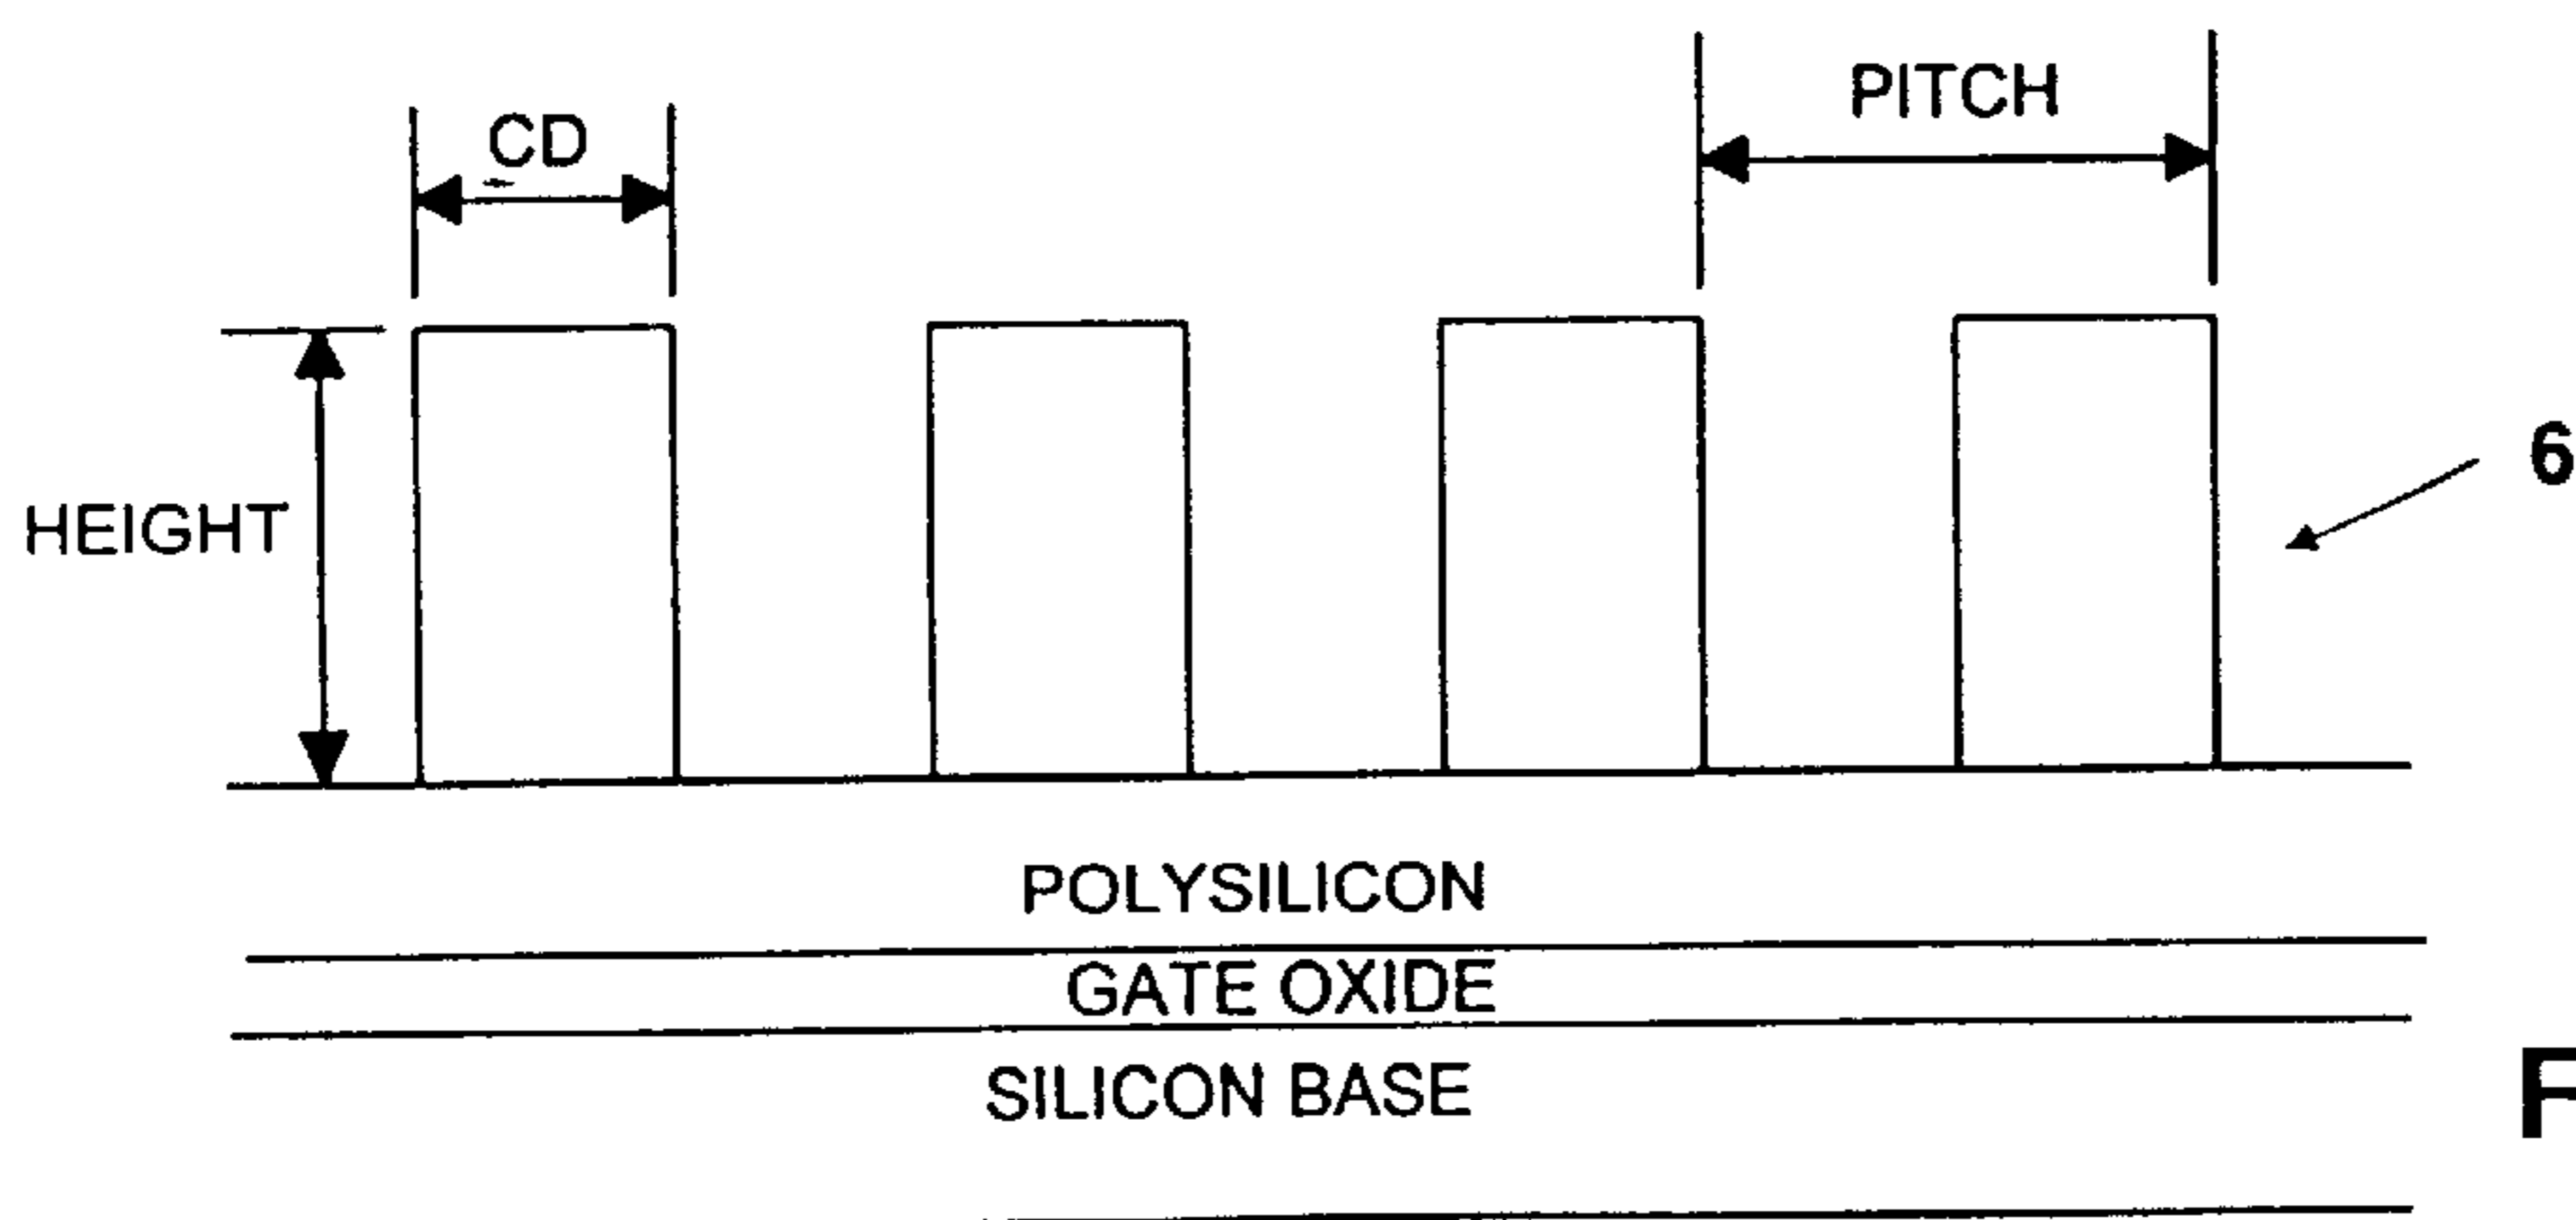 PITCH
CD
HEIGHT
6
POLYSILICON
GATE OXIDE
SILICON BASE
F